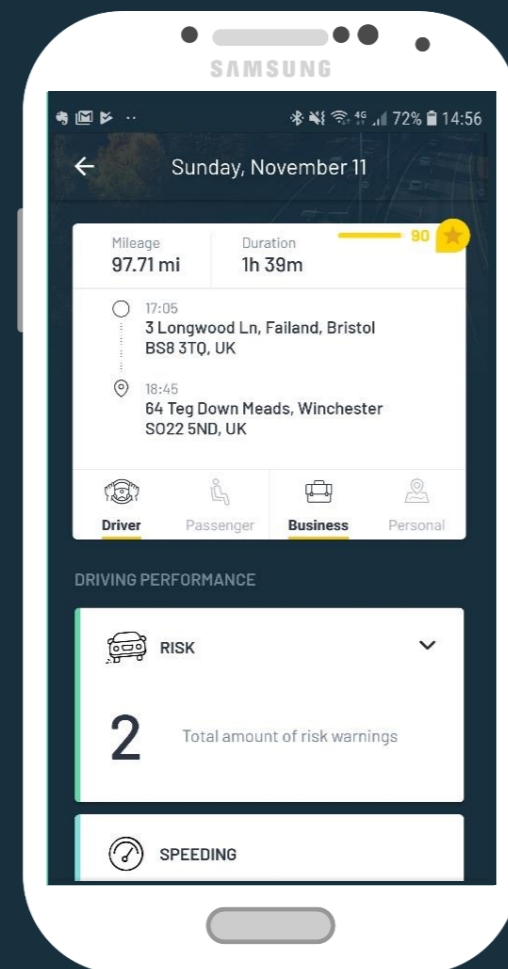 SAMSUNG
4G 72% 14:56
Sunday, November 11
Mileage Duration 90
97.71 mi 1h 39m
17:05
3 Longwood Ln, Failand, Bristol
BS8 3TQ, UK
18:45
64 Teg Down Meads, Winchester
SO22 5ND, UK
Driver Passenger Business Personal
DRIVING PERFORMANCE
RISK
2 Total amount of risk warnings
SPEEDING